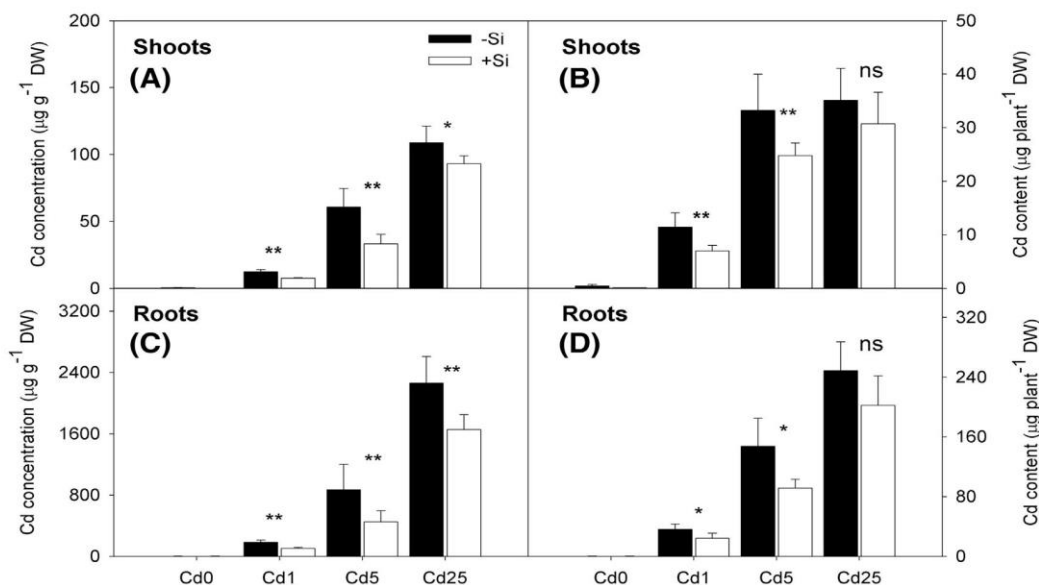 200
150
100
50
0
Cd concentration (µg g⁻¹ DW)
Shoots
(A)
-Si
+Si
**
**
*
Shoots
(B)
**
**
ns
50
40
30
20
10
0
Cd content (µg plant⁻¹ DW)
3200
2400
1600
800
0
Cd concentration (µg g⁻¹ DW)
Roots
(C)
**
**
**
Roots
(D)
*
*
ns
320
240
160
80
0
Cd content (µg plant⁻¹ DW)
Cd0 Cd1 Cd5 Cd25 Cd0 Cd1 Cd5 Cd25